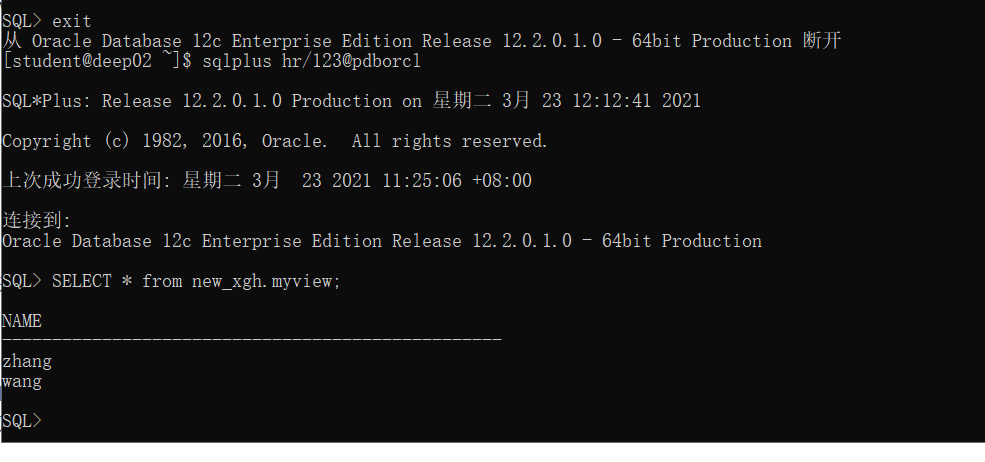 SQL> exit
从 Oracle Database 12c Enterprise Edition Release 12.2.0.1.0 - 64bit Production 断开
[student@deep02 ~]$ sqlplus hr/123@pdborcl
SQL*Plus: Release 12.2.0.1.0 Production on 星期二 3月 23 12:12:41 2021
Copyright (c) 1982, 2016, Oracle.  All rights reserved.
上次成功登录时间: 星期二 3月  23 2021 11:25:06 +08:00
连接到:
Oracle Database 12c Enterprise Edition Release 12.2.0.1.0 - 64bit Production
SQL> SELECT * from new_xgh.myview;
NAME
--------------------------------------------------
zhang
wang
SQL>